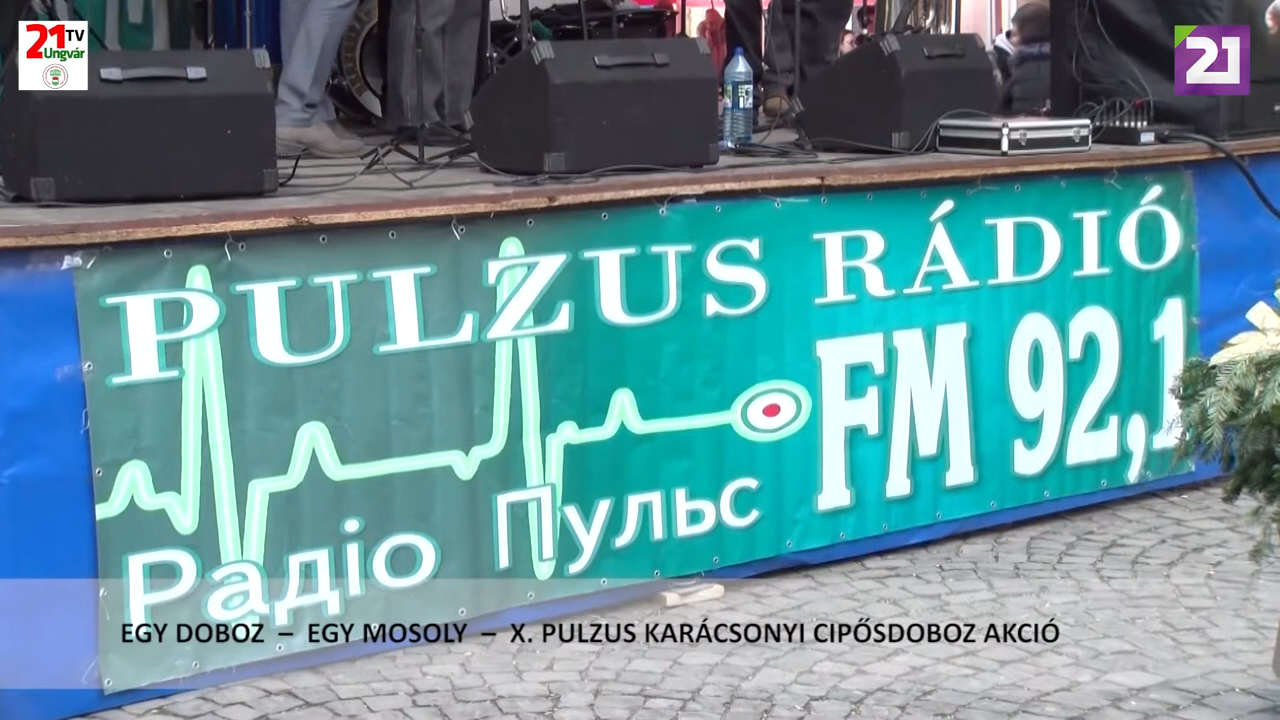 21 TV
Ungvár
21
PULZUS RÁDIÓ
FM 92,1
Радіо Пульс
EGY DOBOZ – EGY MOSOLY – X. PULZUS KARÁCSONYI CIPŐSDOBOZ AKCIÓ